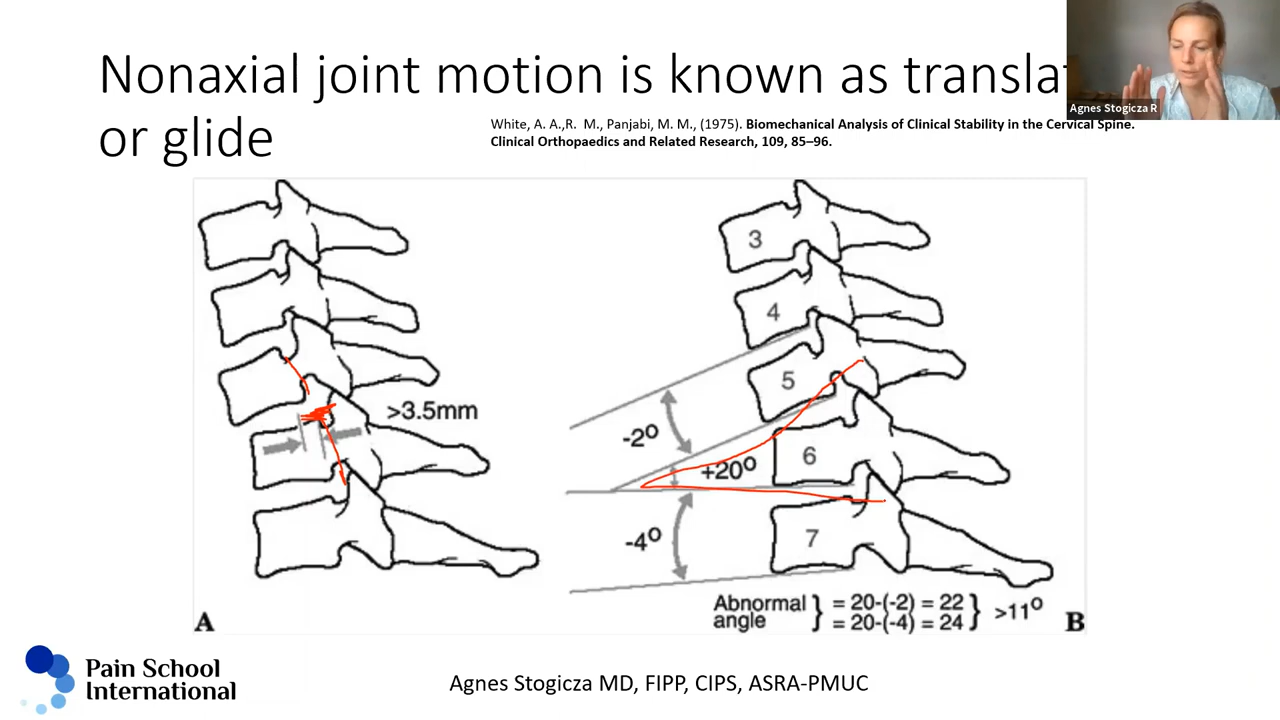 Nonaxial joint motion is known as
or glide
Agnes Stogicza R
White, A. A.,R. M., Panjabi, M. M., (1975). Biomechanical Analysis of Clinical Stability in the Cervical Spine.
Clinical Orthopaedics and Related Research, 109, 85–96.
3
4
5
>3.5mm
-2º
6
+20º
-4º
7
Abnormal } = 20-(-2) = 22 } >11º
angle = 20-(-4) = 24
A
B
Pain School
International
Agnes Stogicza MD, FIPP, CIPS, ASRA-PMUC